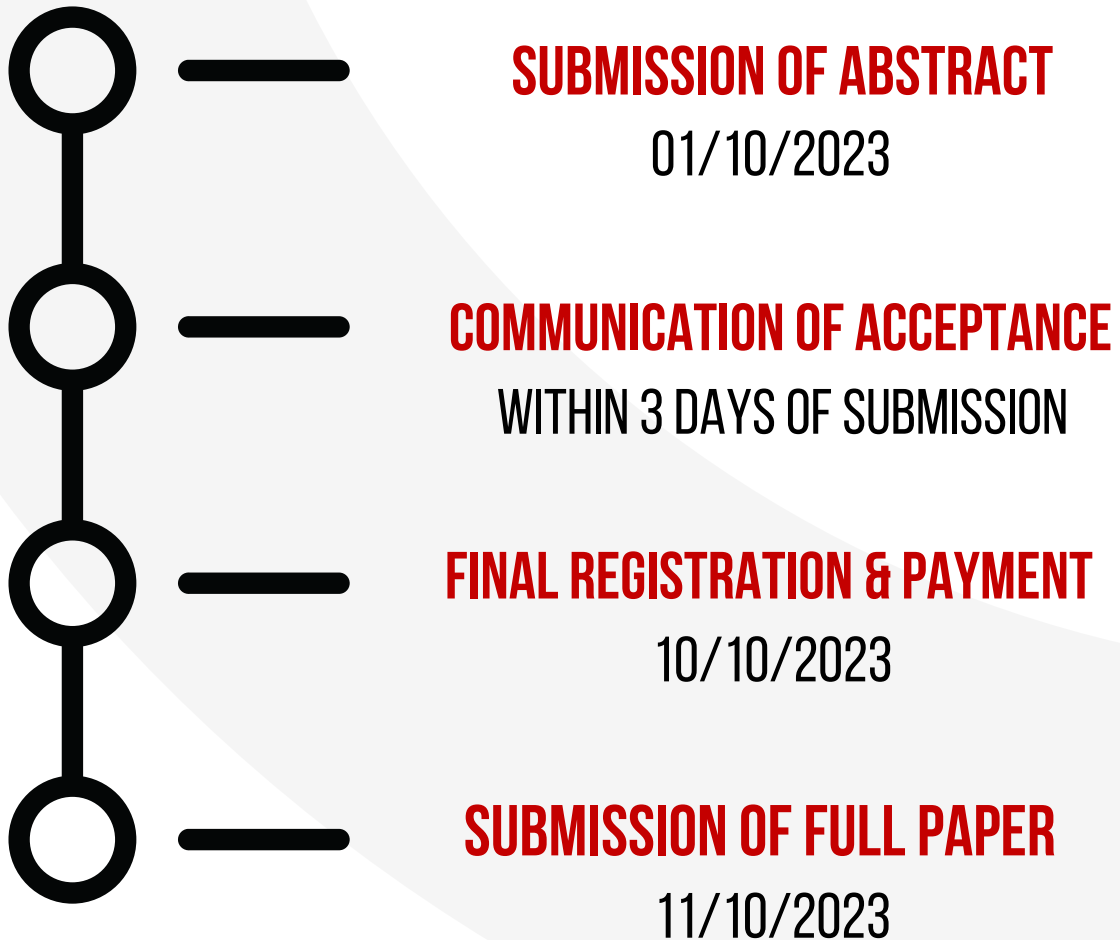 SUBMISSION OF ABSTRACT
01/10/2023
COMMUNICATION OF ACCEPTANCE
WITHIN 3 DAYS OF SUBMISSION
FINAL REGISTRATION & PAYMENT
10/10/2023
SUBMISSION OF FULL PAPER
11/10/2023